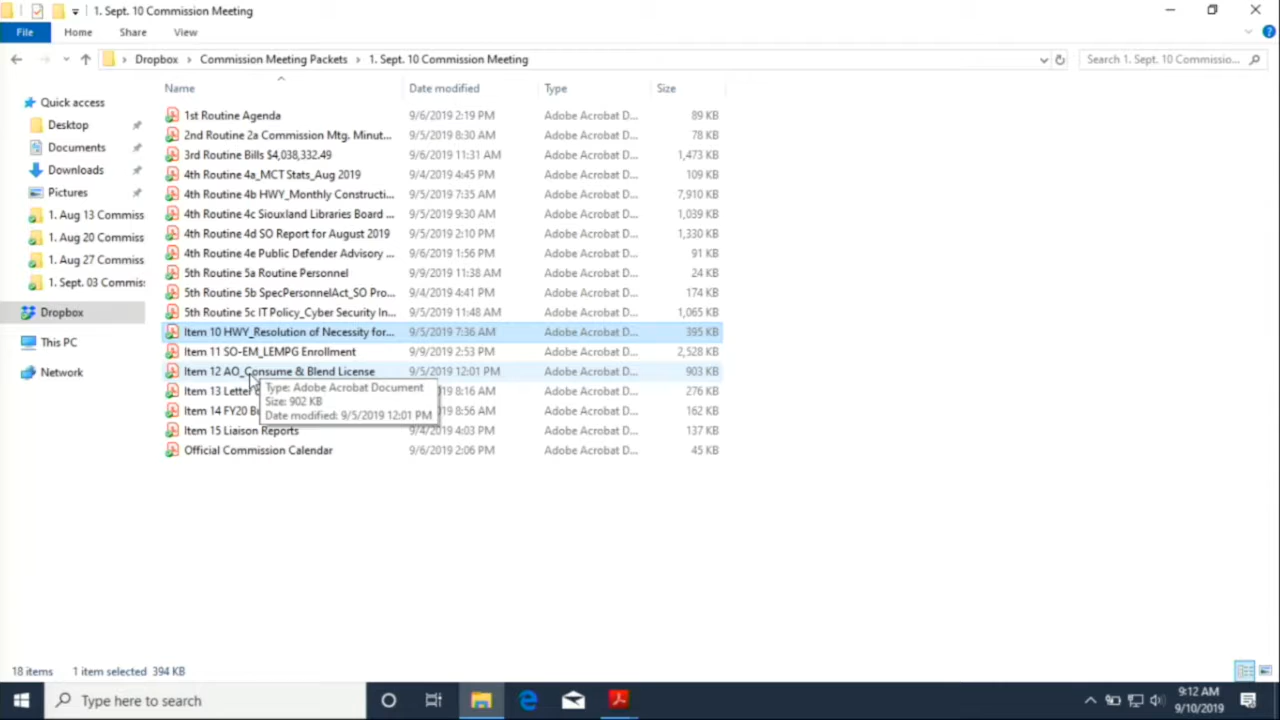 1. Sept. 10 Commission Meeting
File Home Share View
Dropbox > Commission Meeting Packets > 1. Sept. 10 Commission Meeting
Search 1. Sept. 10 Commissio...
Name Date modified Type Size
Quick access
Desktop
Documents
Downloads
Pictures
1. Aug 13 Commiss
1. Aug 20 Commiss
1. Aug 27 Commiss
1. Sept. 03 Commis
Dropbox
This PC
Network
1st Routine Agenda 9/6/2019 2:19 PM Adobe Acrobat D... 89 KB
2nd Routine 2a Commission Mtg. Minut... 9/5/2019 8:30 AM Adobe Acrobat D... 78 KB
3rd Routine Bills $4,038,332.49 9/6/2019 11:31 AM Adobe Acrobat D... 1,473 KB
4th Routine 4a_MCT Stats_Aug 2019 9/4/2019 4:45 PM Adobe Acrobat D... 109 KB
4th Routine 4b HWY_Monthly Constructi... 9/5/2019 7:35 AM Adobe Acrobat D... 7,910 KB
4th Routine 4c Siouxland Libraries Board ... 9/5/2019 9:30 AM Adobe Acrobat D... 1,039 KB
4th Routine 4d SO Report for August 2019 9/5/2019 2:10 PM Adobe Acrobat D... 1,330 KB
4th Routine 4e Public Defender Advisory ... 9/6/2019 1:56 PM Adobe Acrobat D... 91 KB
5th Routine 5a Routine Personnel 9/9/2019 11:38 AM Adobe Acrobat D... 24 KB
5th Routine 5b SpecPersonnelAct_SO Pro... 9/4/2019 4:41 PM Adobe Acrobat D... 174 KB
5th Routine 5c IT Policy_Cyber Security In... 9/5/2019 11:48 AM Adobe Acrobat D... 1,065 KB
Item 10 HWY_Resolution of Necessity for... 9/5/2019 7:36 AM Adobe Acrobat D... 395 KB
Item 11 SO-EM_LEMPG Enrollment 9/9/2019 2:53 PM Adobe Acrobat D... 2,528 KB
Item 12 AO_Consume & Blend License 9/5/2019 12:01 PM Adobe Acrobat D... 903 KB
Item 13 Letter /2019 8:16 AM Adobe Acrobat D... 276 KB
Item 14 FY20 /2019 8:56 AM Adobe Acrobat D... 162 KB
Item 15 Liaison Reports 9/4/2019 4:03 PM Adobe Acrobat D... 137 KB
Official Commission Calendar 9/6/2019 2:06 PM Adobe Acrobat D... 45 KB
Type: Adobe Acrobat Document
Size: 902 KB
Date modified: 9/5/2019 12:01 PM
18 items 1 item selected 394 KB
Type here to search
9:12 AM
9/10/2019